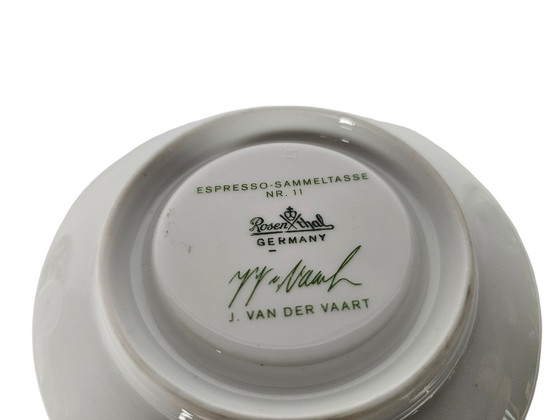 ESPRESSO-SAMMELTASSE
NR. 11
Rosenthal
GERMANY
J. VAN DER VAART